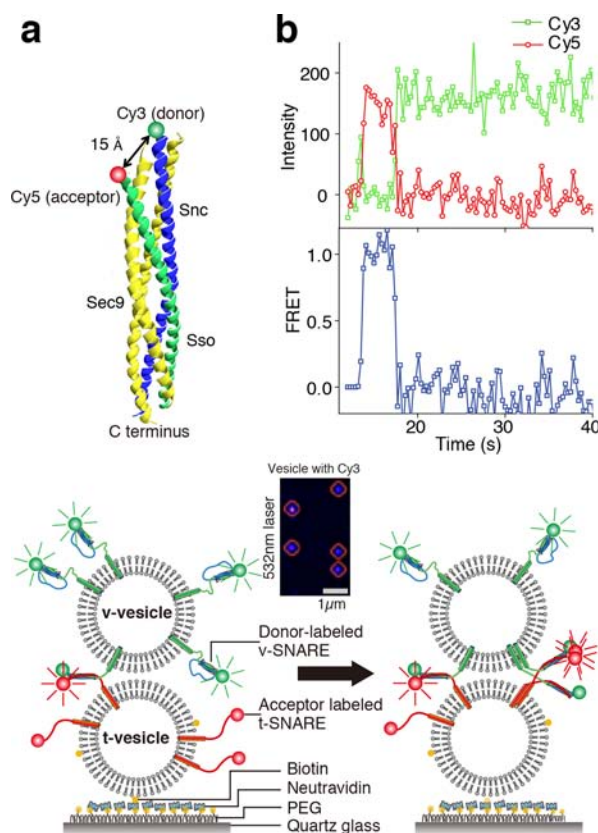 a
b
Cy3 (donor)
15 Å
Cy5 (acceptor)
Snc
Sec9
Sso
C terminus
Cy3
Cy5
200
100
0
Intensity
1.0
0.5
0.0
FRET
20
30
40
Time (s)
Vesicle with Cy3
532nm laser
1µm
v-vesicle
Donor-labeled
v-SNARE
Acceptor labeled
t-SNARE
t-vesicle
Biotin
Neutravidin
PEG
Quartz glass